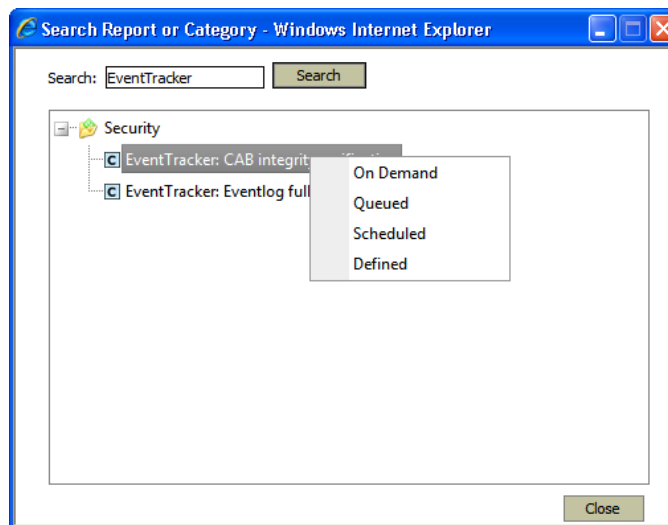 Search Report or Category - Windows Internet Explorer
Search: EventTracker Search
Security
C EventTracker: CAB integrity
C EventTracker: Eventlog full
On Demand
Queued
Scheduled
Defined
Close